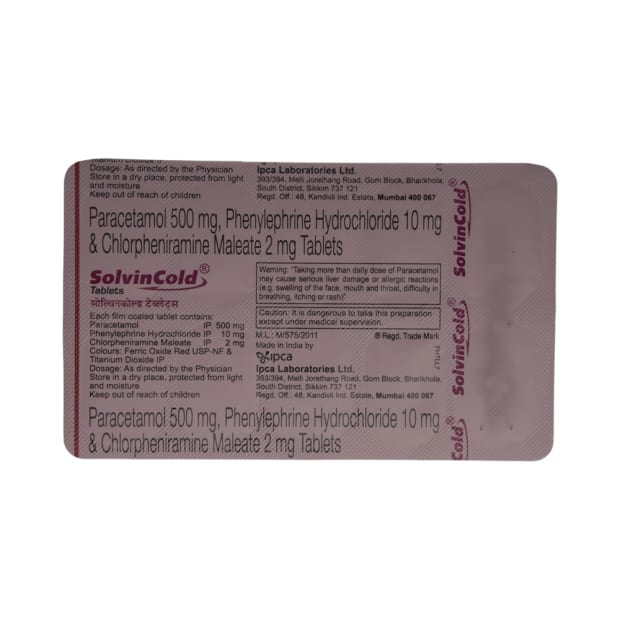 Titanium Dioxide IP
Dosage: As directed by the Physician
Store in a dry place, protected from light
and moisture
Keep out of reach of children
Ipca Laboratories Ltd.
393/394, Melli Jorethang Road, Gom Block, Bharikhola,
South District, Sikkim 737 121
Regd. Off.: 48, Kandivli Ind. Estate, Mumbai 400 067
Paracetamol 500 mg, Phenylephrine Hydrochloride 10 mg
& Chlorpheniramine Maleate 2 mg Tablets
SolvinCold®
Tablets
सोल्विनकोल्ड टेब्लेट्स
Each film coated tablet contains:
Paracetamol IP 500 mg
Phenylephrine Hydrochloride IP 10 mg
Chlorpheniramine Maleate IP 2 mg
Colours: Ferric Oxide Red USP-NF &
Titanium Dioxide IP
Dosage: As directed by the Physician
Store in a dry place, protected from light
and moisture
Keep out of reach of children
Warning: "Taking more than daily dose of Paracetamol
may cause serious liver damage or allergic reactions
(e.g. swelling of the face, mouth and throat, difficulty in
breathing, itching or rash)"
Caution: It is dangerous to take this preparation
except under medical supervision.
M.L.: M/575/2011 ® Regd. Trade Mark
Made in India by
ipca
Ipca Laboratories Ltd.
393/394, Melli Jorethang Road, Gom Block, Bharikhola,
South District, Sikkim 737 121
Regd. Off.: 48, Kandivli Ind. Estate, Mumbai 400 067
Paracetamol 500 mg, Phenylephrine Hydrochloride 10 mg
& Chlorpheniramine Maleate 2 mg Tablets
SolvinCold®
SolvinCold®
Cold®